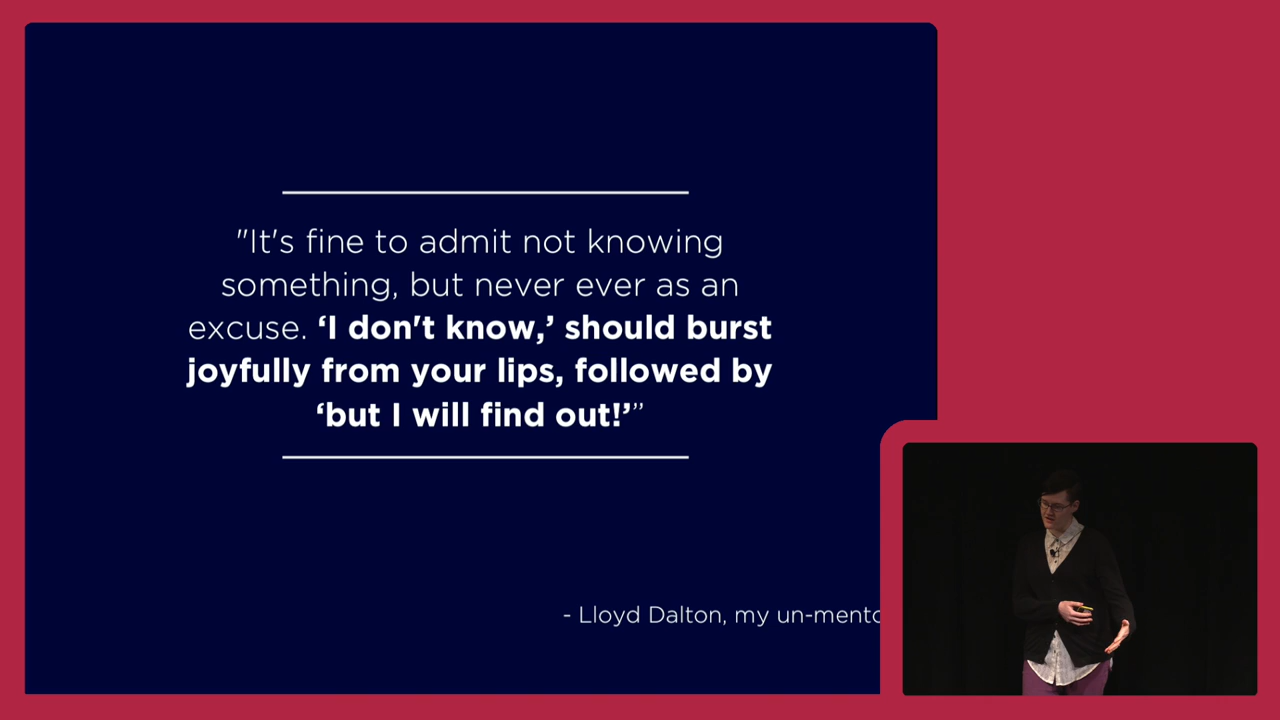 "It's fine to admit not knowing
something, but never ever as an
excuse. ‘I don't know,’ should burst
joyfully from your lips, followed by
‘but I will find out!’”
- Lloyd Dalton, my un-mento